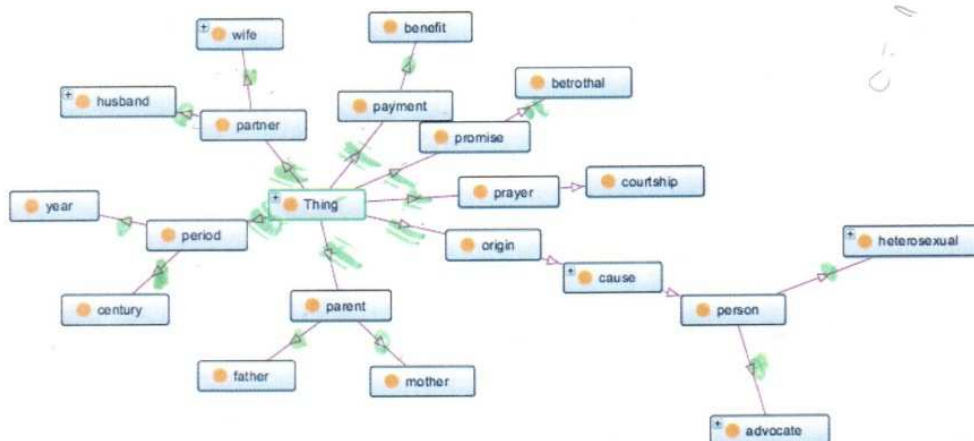 wife
benefit
husband
payment
betrothal
partner
promise
Thing
prayer
courtship
year
period
origin
heterosexual
cause
century
parent
person
father
mother
advocate